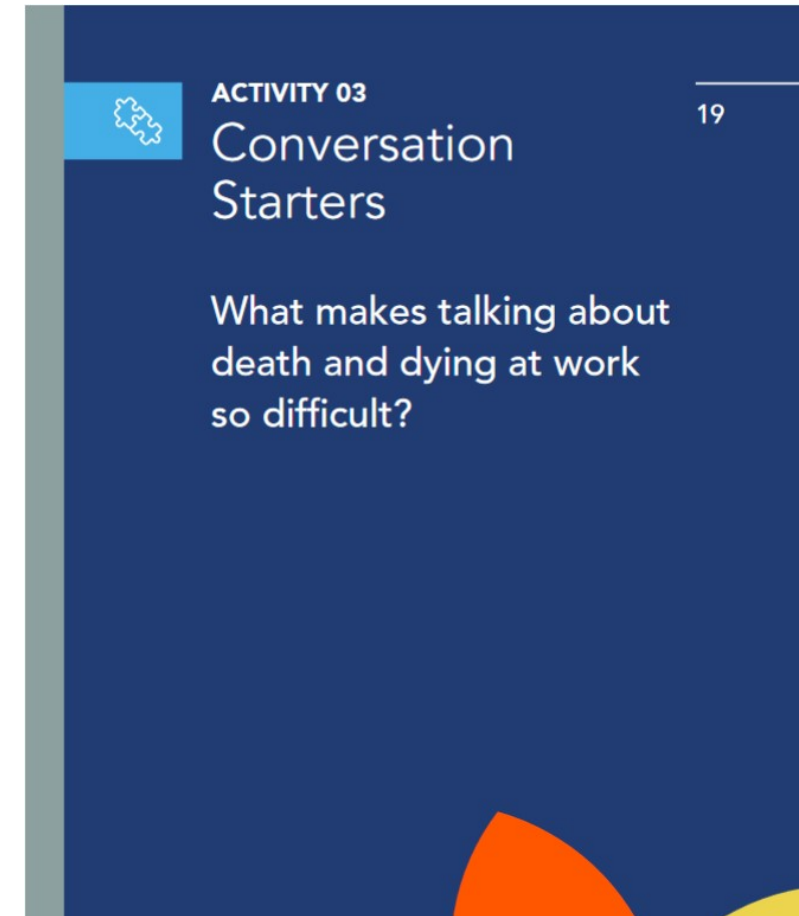 ACTIVITY 03
Conversation
Starters
19
What makes talking about
death and dying at work
so difficult?